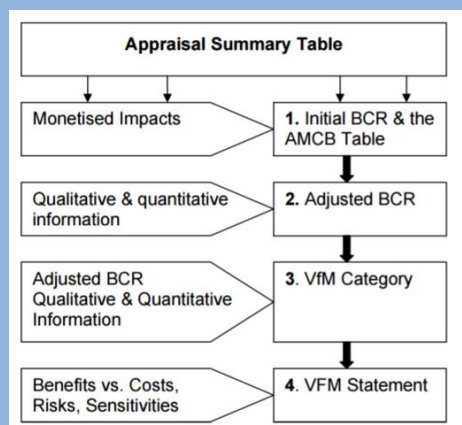 Appraisal Summary Table
Monetised Impacts
1. Initial BCR & the
AMCB Table
Qualitative & quantitative
information
2. Adjusted BCR
Adjusted BCR
Qualitative & Quantitative
Information
3. VfM Category
Benefits vs. Costs,
Risks, Sensitivities
4. VFM Statement